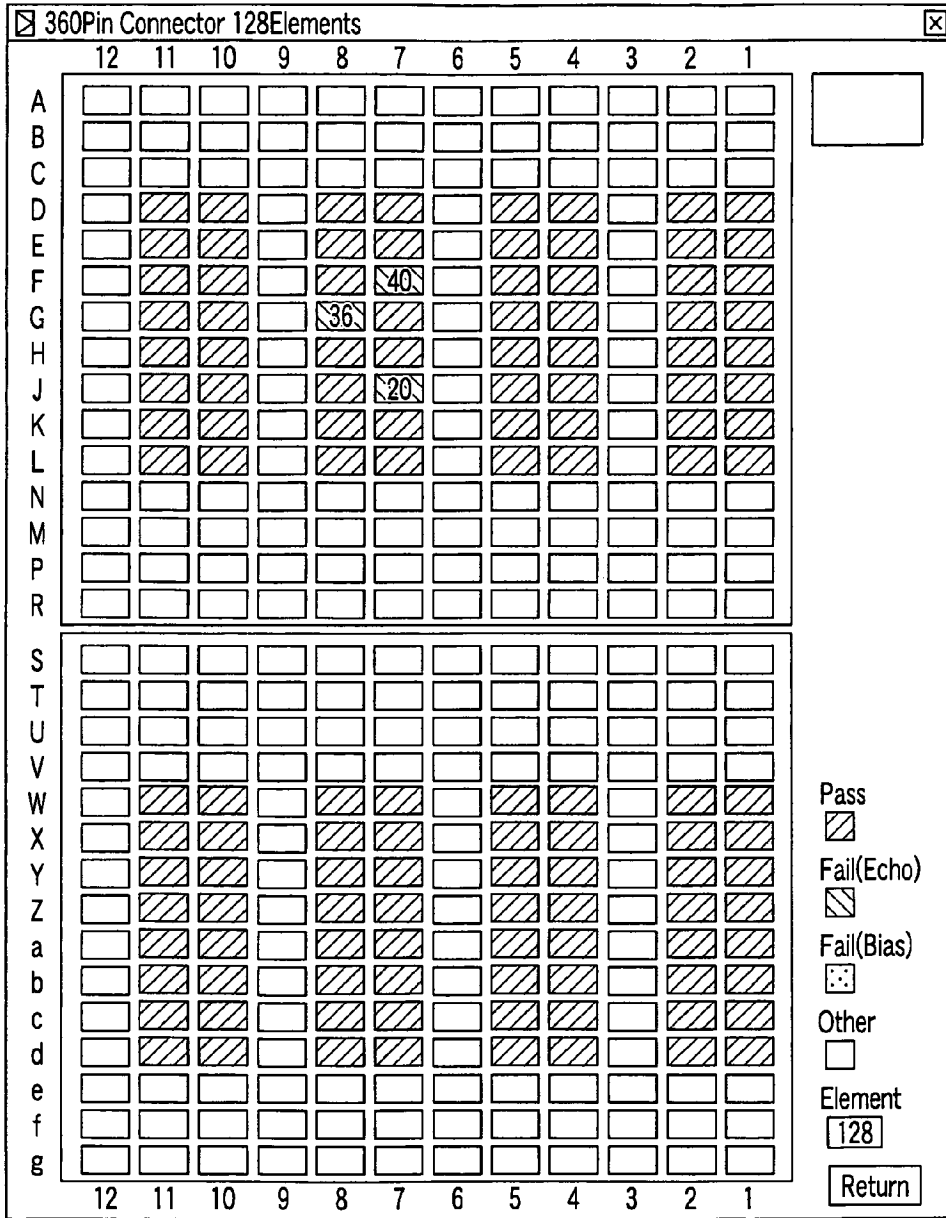 360Pin Connector 128Elements
12 11 10 9 8 7 6 5 4 3 2 1
A
B
C
D
E
F 40
G 36
H
J 20
K
L
N
M
P
R
S
T
U
V
W
X
Y
Z
a
b
c
d
e
f
g
12 11 10 9 8 7 6 5 4 3 2 1
Pass
Fail(Echo)
Fail(Bias)
Other
Element
128
Return